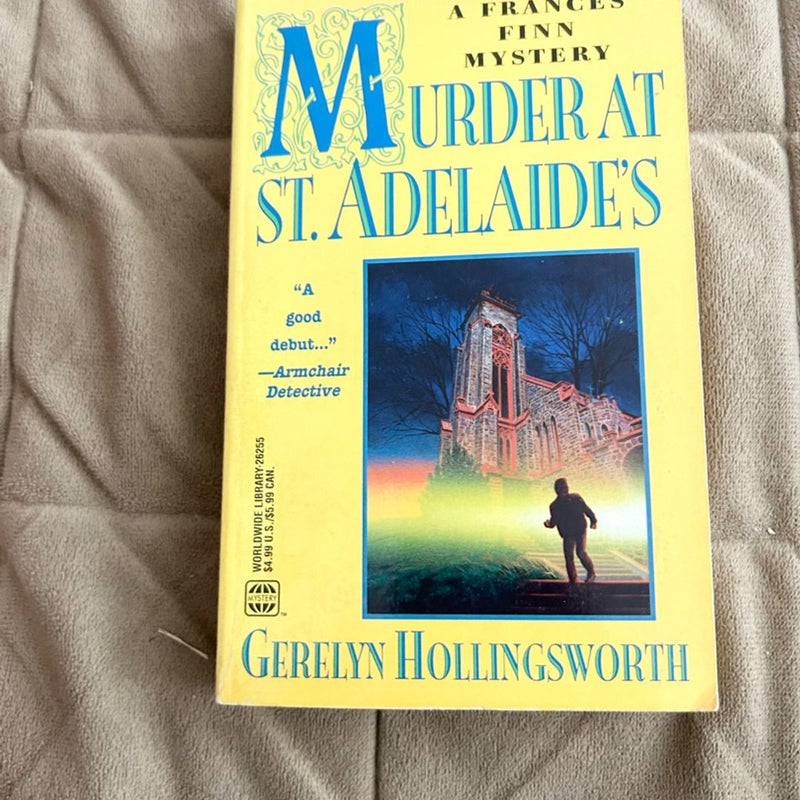 A FRANCES
FINN
MYSTERY
MURDER AT
ST. ADELAIDE'S
“A
good
debut...”
—Armchair
Detective
WORLDWIDE LIBRARY·26255
$4.99 U.S./$5.99 CAN.
MYSTERY
TM
GERELYN HOLLINGSWORTH